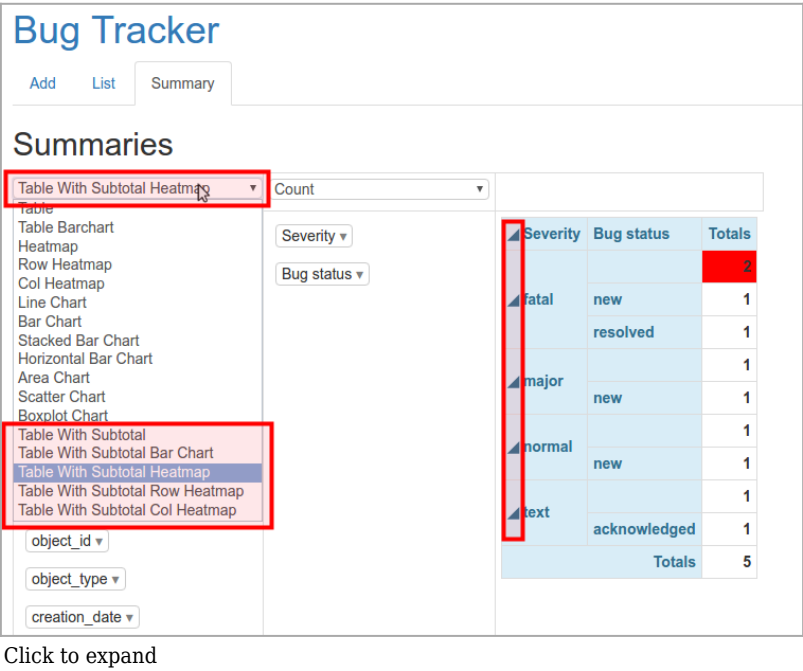 Bug Tracker
Add List Summary
Summaries
Table With Subtotal Heatmap Count
Table
Table Barchart
Heatmap
Row Heatmap
Col Heatmap
Line Chart
Bar Chart
Stacked Bar Chart
Horizontal Bar Chart
Area Chart
Scatter Chart
Boxplot Chart
Table With Subtotal
Table With Subtotal Bar Chart
Table With Subtotal Heatmap
Table With Subtotal Row Heatmap
Table With Subtotal Col Heatmap
object_id
object_type
creation_date
Severity
Bug status
Severity Bug status Totals
2
fatal new 1
resolved 1
major 1
new 1
normal 1
new 1
text 1
acknowledged 1
Totals 5
Click to expand